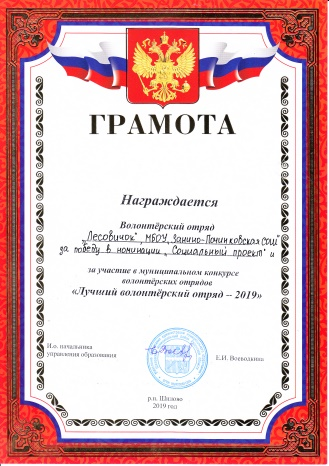 ГРАМОТА
Награждается
Волонтёрский отряд
„Лесовичок", МБОУ„Занино-Починковская СОШ"
за победу в номинации „Социальный проект" и
за участие в муниципальном конкурсе
волонтёрских отрядов
«Лучший волонтёрский отряд – 2019»
И.о. начальника
управления образования
Е.И. Воеводкина
р.п. Шилово
2019 год